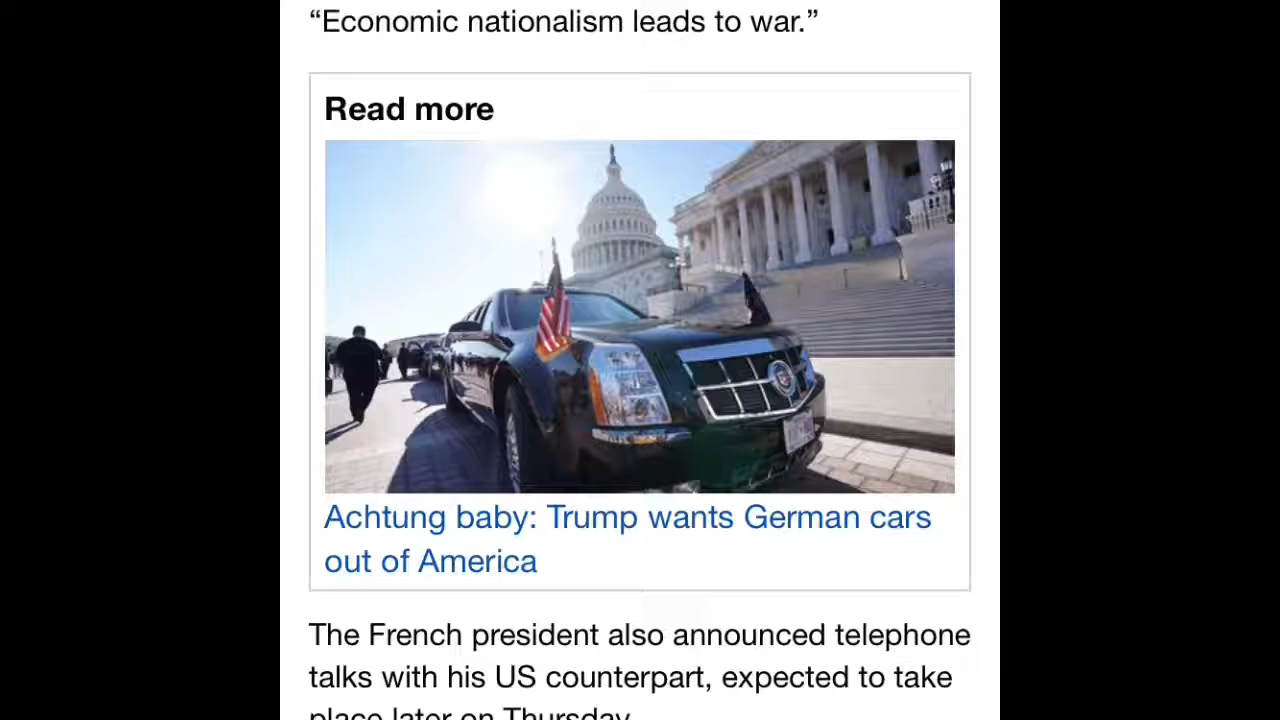 “Economic nationalism leads to war.”
Read more
Achtung baby: Trump wants German cars
out of America
The French president also announced telephone
talks with his US counterpart, expected to take
place later on Thursday.